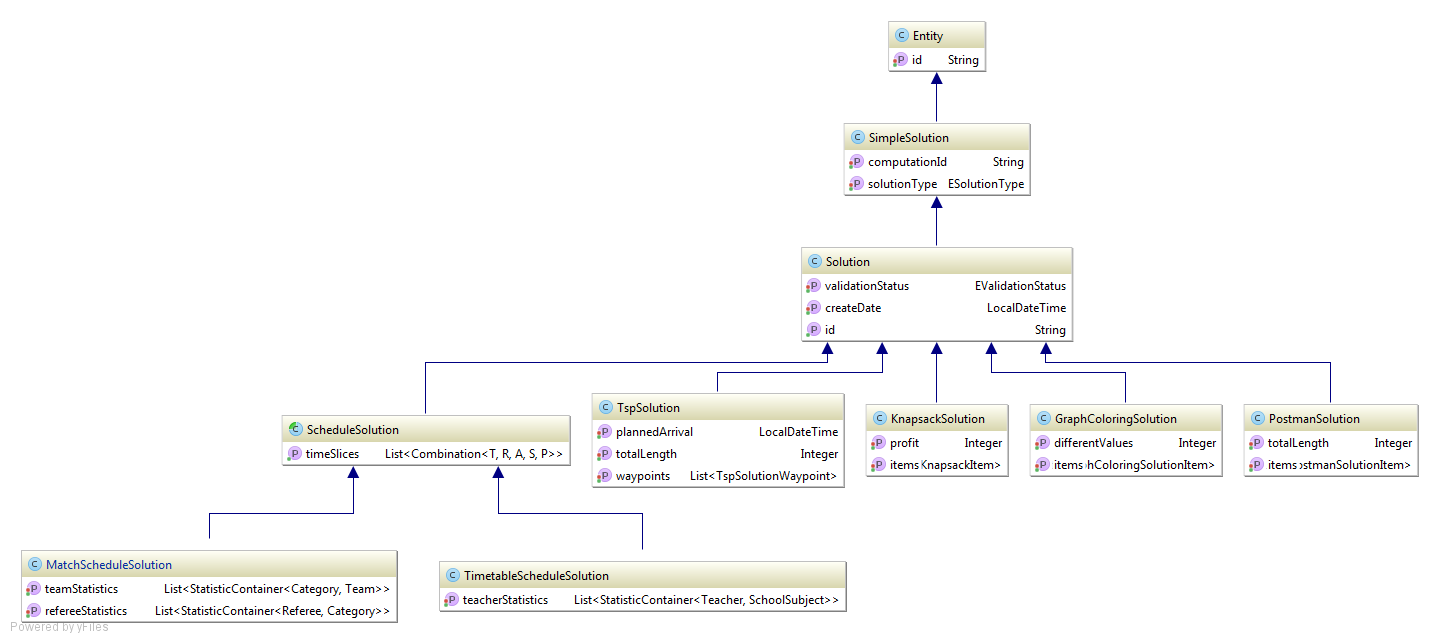 Entity
id String
SimpleSolution
computationId String
solutionType ESolutionType
Solution
validationStatus EValidationStatus
createDate LocalDateTime
id String
ScheduleSolution
timeSlices List<Combination<T, R, A, S, P>>
TspSolution
plannedArrival LocalDateTime
totalLength Integer
waypoints List<TspSolutionWaypoint>
KnapsackSolution
profit Integer
items KnapsackItem>
GraphColoringSolution
differentValues Integer
items hColoringSolutionItem>
PostmanSolution
totalLength Integer
items ostmanSolutionItem>
MatchScheduleSolution
teamStatistics List<StatisticContainer<Category, Team>>
refereeStatistics List<StatisticContainer<Referee, Category>>
TimetableScheduleSolution
teacherStatistics List<StatisticContainer<Teacher, SchoolSubject>>
Powered by yFiles